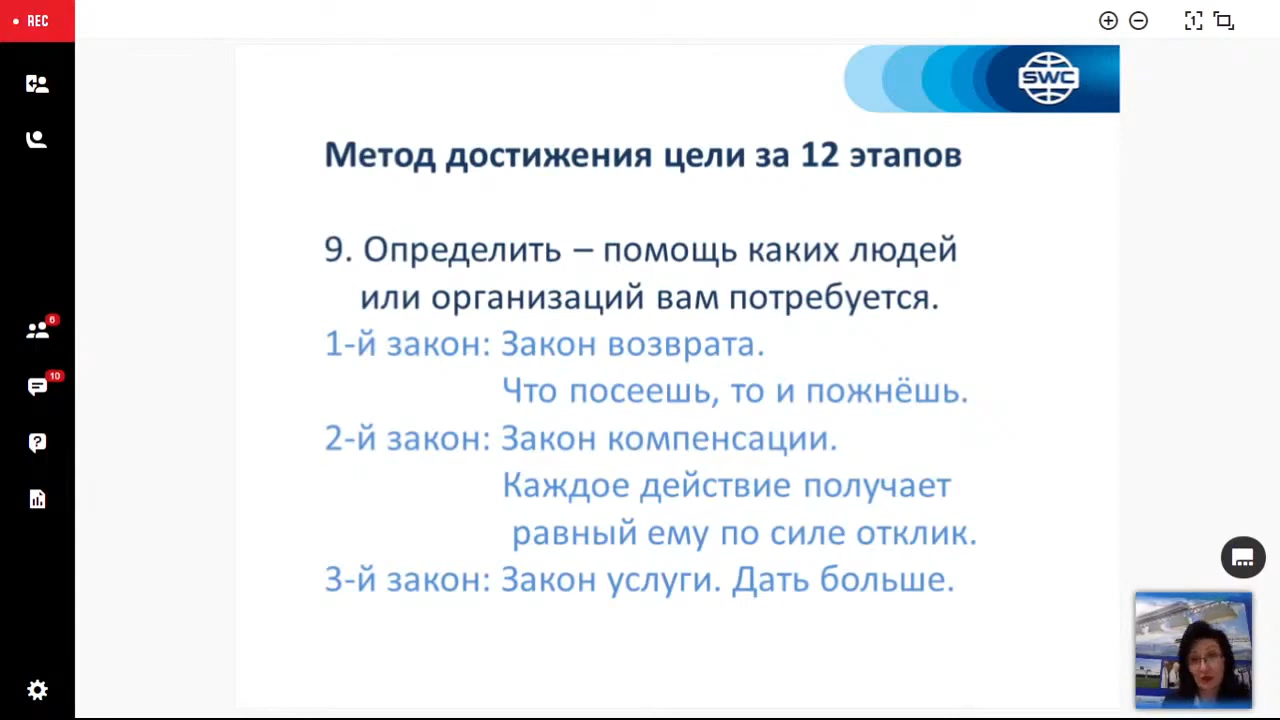 REC
1
SWC
Метод достижения цели за 12 этапов
9. Определить – помощь каких людей
или организаций вам потребуется.
1-й закон: Закон возврата.
Что посеешь, то и пожнёшь.
2-й закон: Закон компенсации.
Каждое действие получает
равный ему по силе отклик.
3-й закон: Закон услуги. Дать больше.
6
10
?